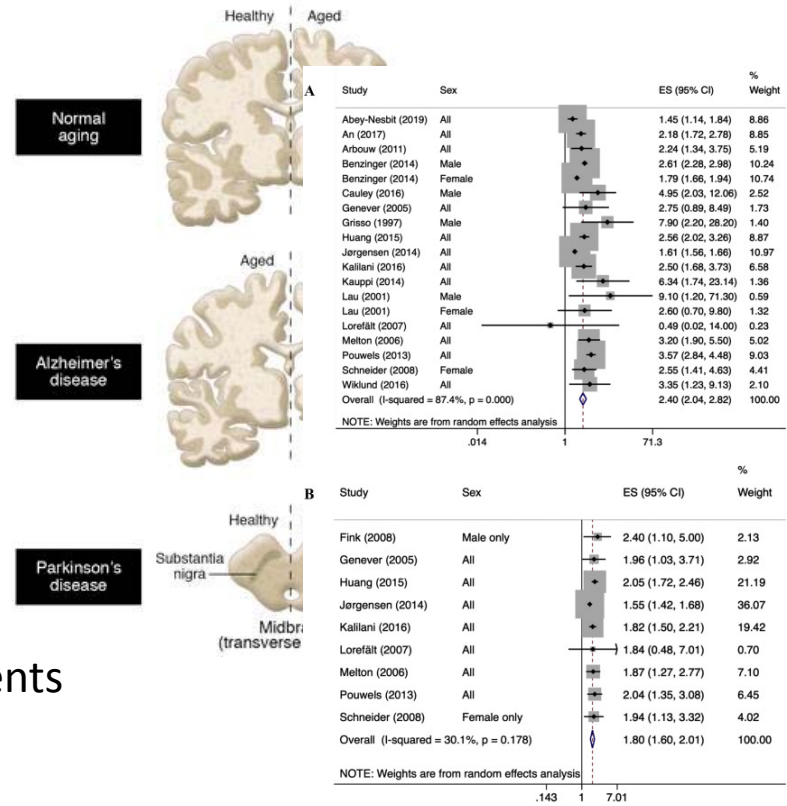 Healthy Aged
Normal
aging
Aged
Alzheimer's
disease
Healthy
Substantia
nigra
Parkinson's
disease
Midbra
(transverse
ents
A
%
Study Sex ES (95% CI) Weight
Abey-Nesbit (2019) All 1.45 (1.14, 1.84) 8.86
An (2017) All 2.18 (1.72, 2.78) 8.85
Arbouw (2011) All 2.24 (1.34, 3.75) 5.19
Benzinger (2014) Male 2.61 (2.28, 2.98) 10.24
Benzinger (2014) Female 1.79 (1.66, 1.94) 10.74
Cauley (2016) Male 4.95 (2.03, 12.06) 2.52
Genever (2005) All 2.75 (0.89, 8.49) 1.73
Grisso (1997) Male 7.90 (2.20, 28.20) 1.40
Huang (2015) All 2.56 (2.02, 3.26) 8.87
Jørgensen (2014) All 1.61 (1.56, 1.66) 10.97
Kalilani (2016) All 2.50 (1.68, 3.73) 6.58
Kauppi (2014) All 6.34 (1.74, 23.14) 1.36
Lau (2001) Male 9.10 (1.20, 71.30) 0.59
Lau (2001) Female 2.60 (0.70, 9.80) 1.32
Lorefält (2007) All 0.49 (0.02, 14.00) 0.23
Melton (2006) All 3.20 (1.90, 5.50) 5.02
Pouwels (2013) All 3.57 (2.84, 4.48) 9.03
Schneider (2008) Female 2.55 (1.41, 4.63) 4.41
Wiklund (2016) All 3.35 (1.23, 9.13) 2.10
Overall (I-squared = 87.4%, p = 0.000) 2.40 (2.04, 2.82) 100.00
NOTE: Weights are from random effects analysis
.014 1 71.3
B
%
Study Sex ES (95% CI) Weight
Fink (2008) Male only 2.40 (1.10, 5.00) 2.13
Genever (2005) All 1.96 (1.03, 3.71) 2.92
Huang (2015) All 2.05 (1.72, 2.46) 21.19
Jørgensen (2014) All 1.55 (1.42, 1.68) 36.07
Kalilani (2016) All 1.82 (1.50, 2.21) 19.42
Lorefält (2007) All 1.84 (0.48, 7.01) 0.70
Melton (2006) All 1.87 (1.27, 2.77) 7.10
Pouwels (2013) All 2.04 (1.35, 3.08) 6.45
Schneider (2008) Female only 1.94 (1.13, 3.32) 4.02
Overall (I-squared = 30.1%, p = 0.178) 1.80 (1.60, 2.01) 100.00
NOTE: Weights are from random effects analysis
.143 1 7.01